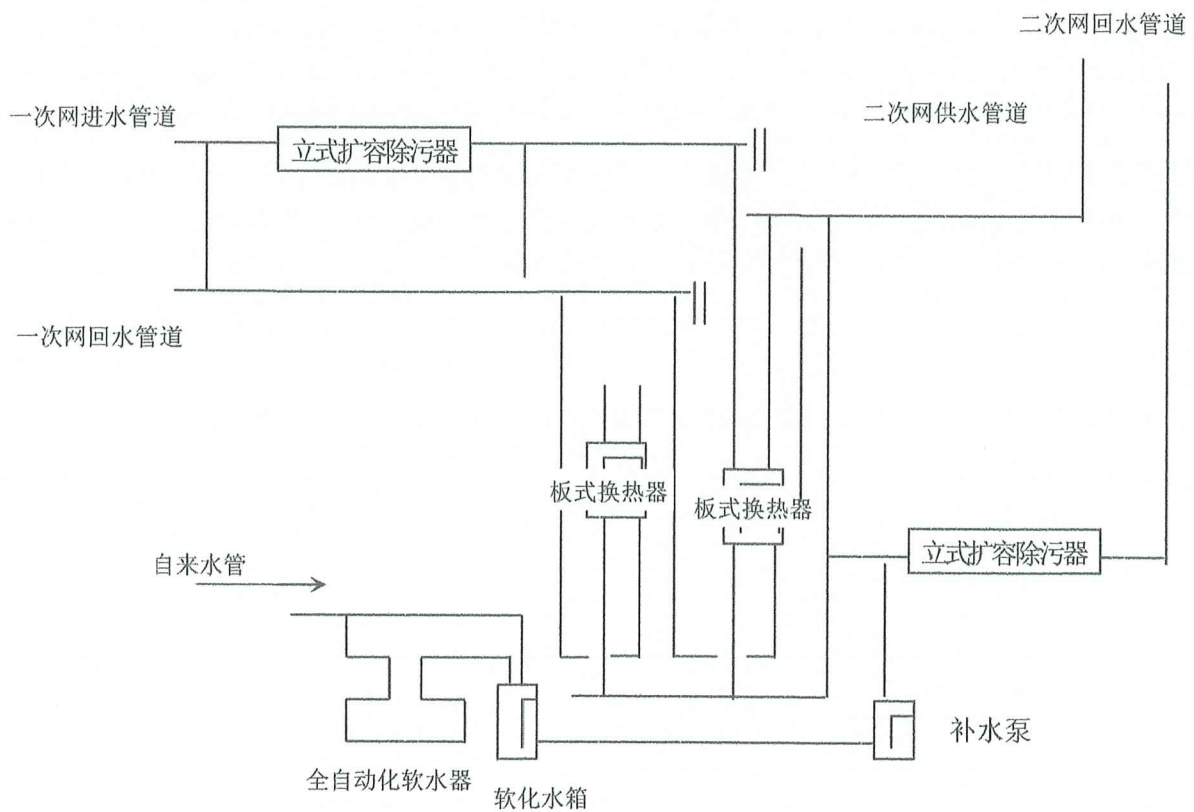 二次网回水管道
一次网进水管道
二次网供水管道
立式扩容除污器
一次网回水管道
板式换热器
板式换热器
立式扩容除污器
自来水管
补水泵
全自动化软水器
软化水箱